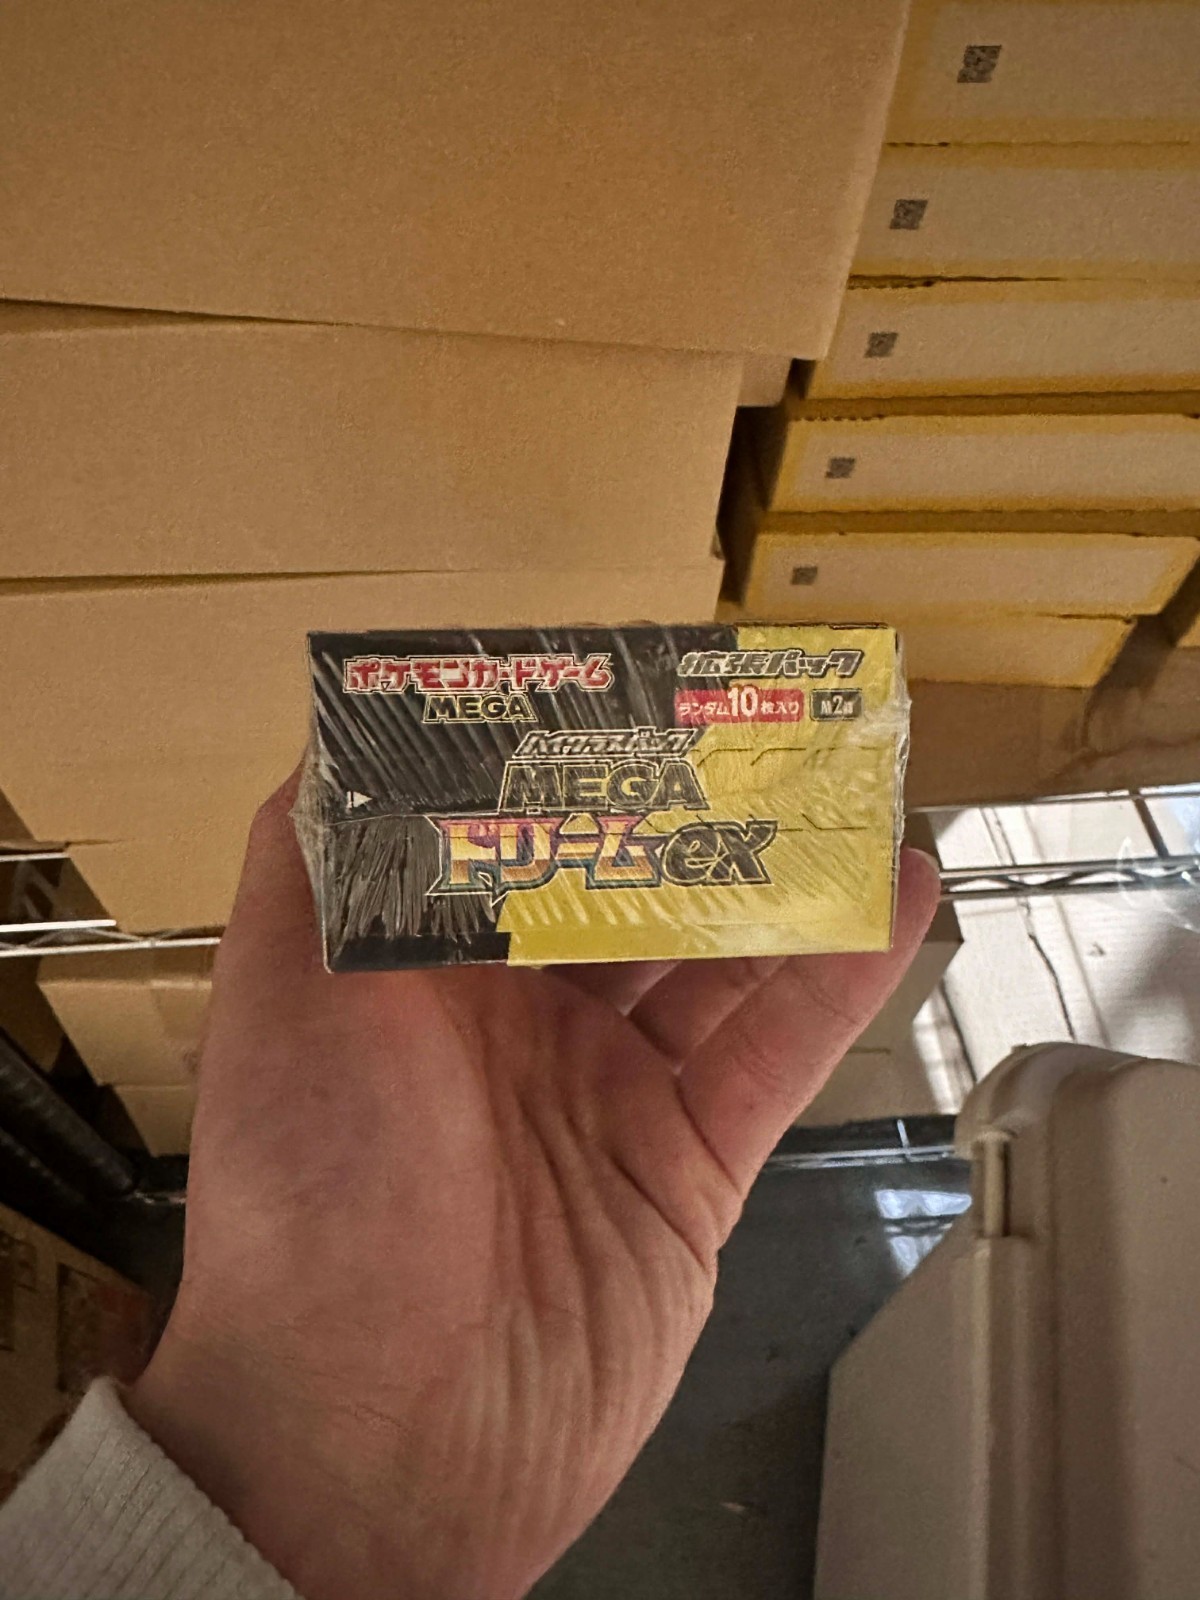 ポケモンカードゲーム
MEGA
拡張パック
ランダム10枚入り
M2a
ハイクラスパック
MEGA
ドリームex